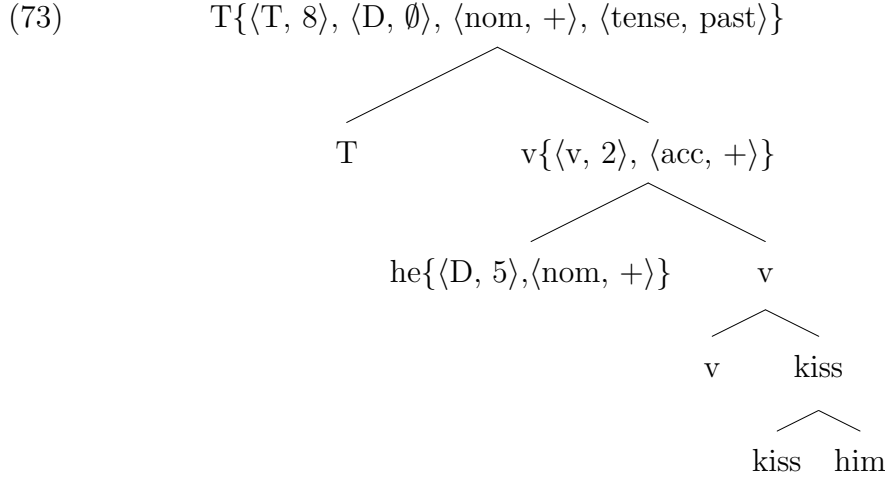 (73) T{⟨T, 8⟩, ⟨D, ∅⟩, ⟨nom, +⟩, ⟨tense, past⟩}
T v{⟨v, 2⟩, ⟨acc, +⟩}
he{⟨D, 5⟩,⟨nom, +⟩} v
v kiss
kiss him